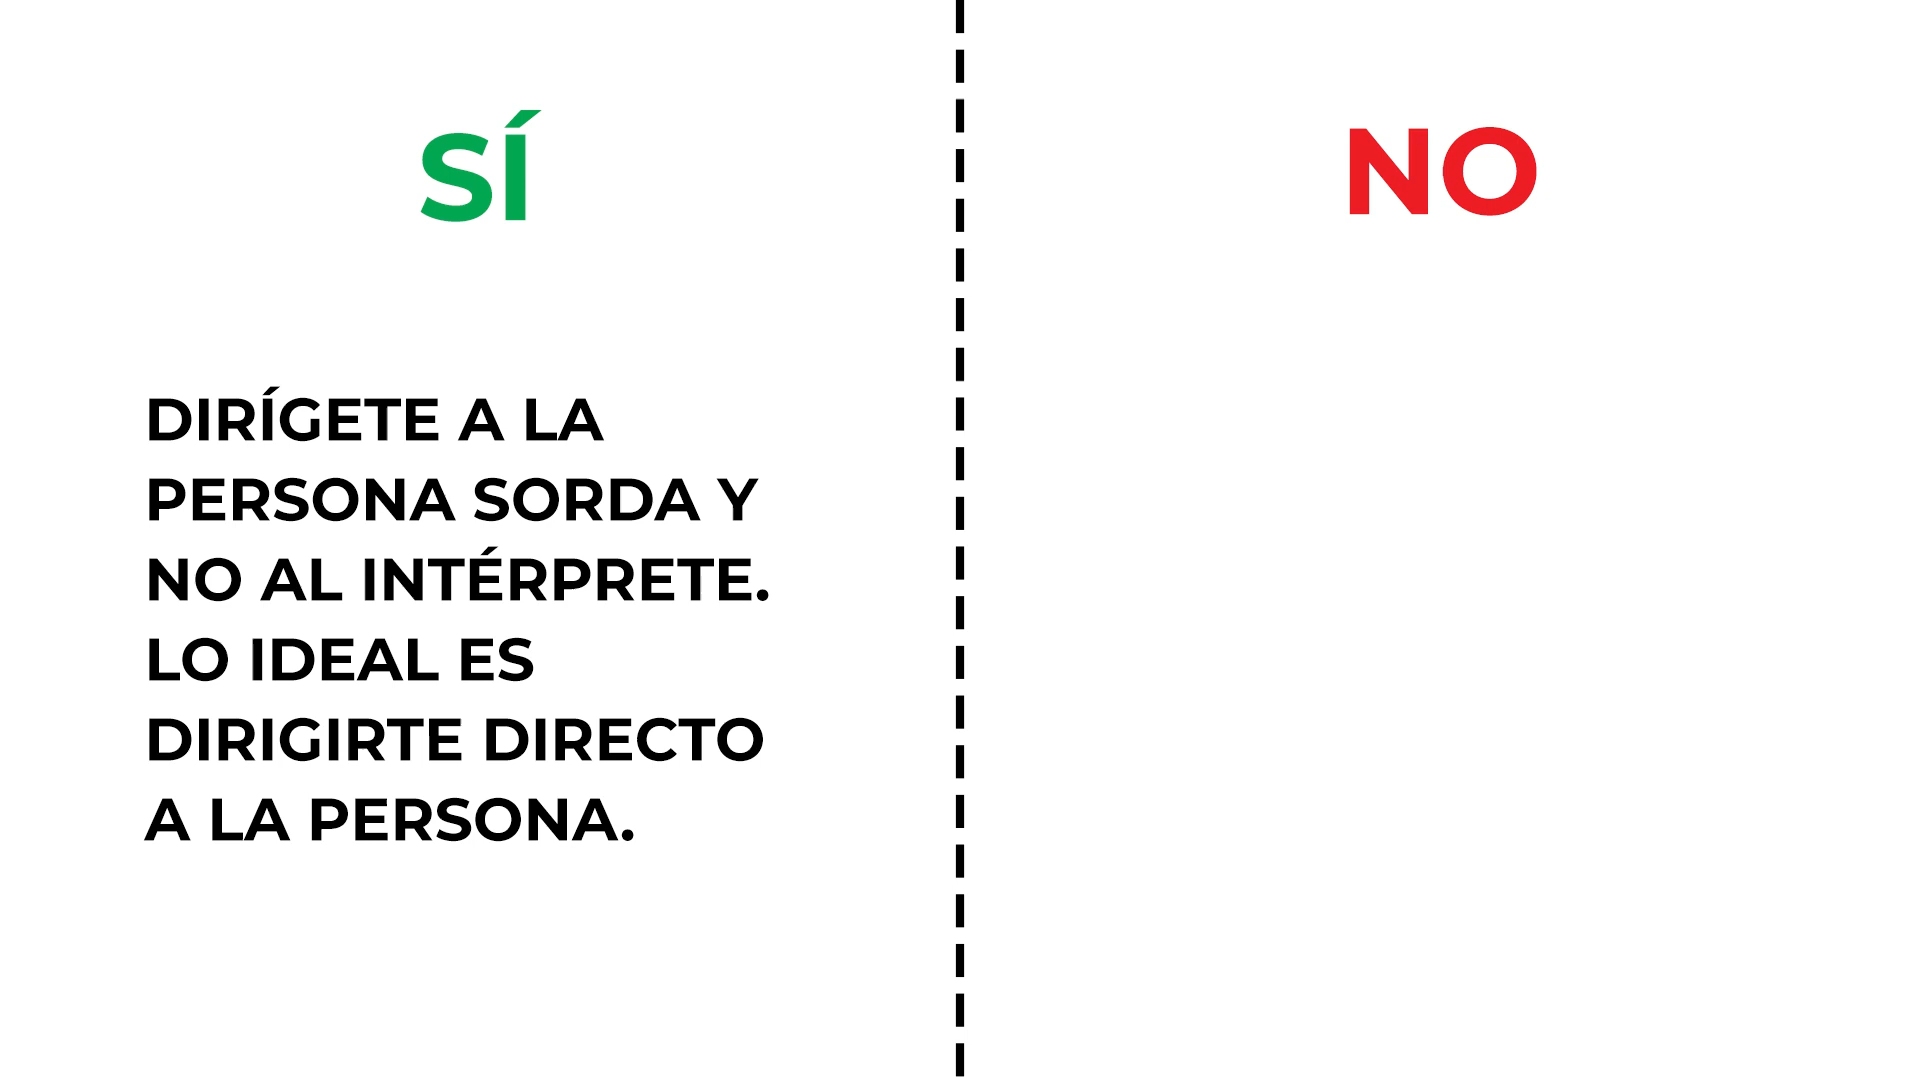 SÍ
DIRÍGETE A LA
PERSONA SORDA Y
NO AL INTÉRPRETE.
LO IDEAL ES
DIRIGIRTE DIRECTO
A LA PERSONA.
NO